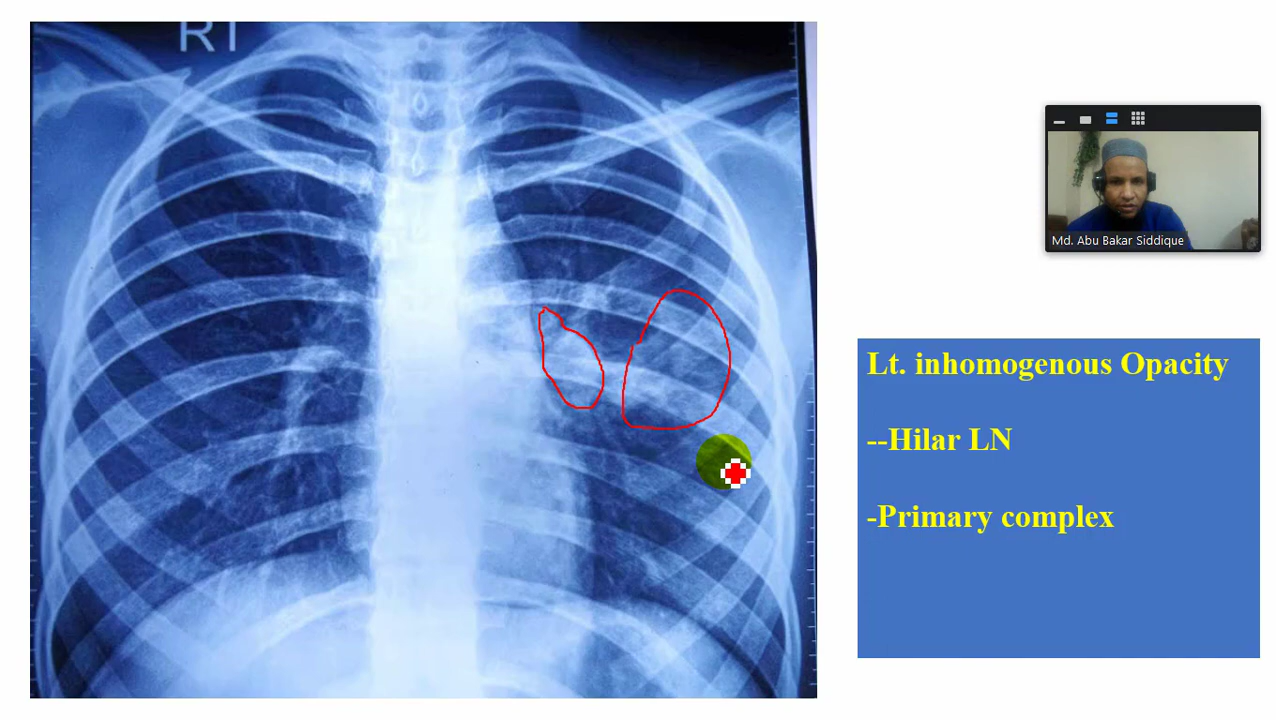 RT
Md. Abu Bakar Siddique
Lt. inhomogenous Opacity
--Hilar LN
-Primary complex